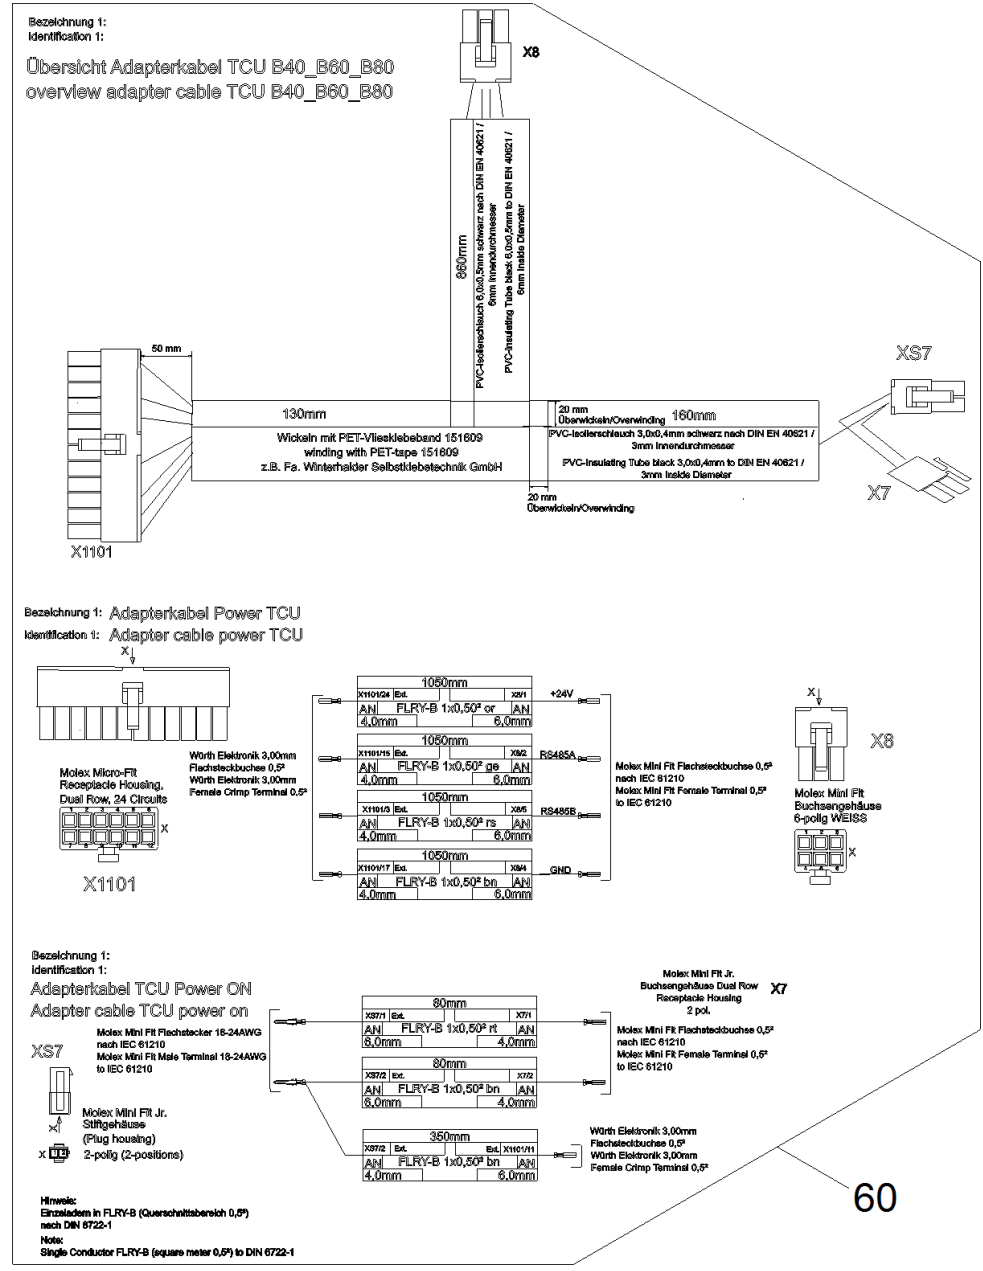 Bezeichnung 1:
Identification 1:
Übersicht Adapterkabel TCU B40_B60_B80
overview adapter cable TCU B40_B60_B80
X8
860mm
PVC-Isolierschlauch 6,0x0,5mm schwarz nach DIN EN 40621 /
6mm Innendurchmesser
PVC-Insulating Tube black 6,0x0,5mm to DIN EN 40621 /
6mm Inside Diameter
50 mm
XS7
130mm
20 mm
Überwickeln/Overwinding
160mm
Wickeln mit PET-Vliesklebeband 151609
winding with PET-tape 151609
z.B. Fa. Winterhalder Selbstklebetechnik GmbH
PVC-Isolierschlauch 3,0x0,4mm schwarz nach DIN EN 40621 /
3mm Innendurchmesser
PVC-Insulating Tube black 3,0x0,4mm to DIN EN 40621 /
3mm Inside Diameter
X7
20 mm
Überwickeln/Overwinding
X1101
Bezeichnung 1: Adapterkabel Power TCU
Identification 1: Adapter cable power TCU
X
Molex Micro-Fit
Receptacle Housing,
Dual Row, 24 Circuits
1 2 3 4 5 6
X
7 8 9 10 11 12
X1101
Würth Elektronik 3,00mm
Flachsteckbuchse 0,5²
Würth Elektronik 3,00mm
Female Crimp Terminal 0,5²
1050mm
X1101/24 Ext. X8/1 +24V
AN FLRY-B 1x0,50² or AN
4,0mm 6,0mm
1050mm
X1101/15 Ext. X8/2 RS485A
AN FLRY-B 1x0,50² ge AN
4,0mm 6,0mm
1050mm
X1101/3 Ext. X8/5 RS485B
AN FLRY-B 1x0,50² rs AN
4,0mm 6,0mm
1050mm
X1101/17 Ext. X8/4 GND
AN FLRY-B 1x0,50² bn AN
4,0mm 6,0mm
Molex Mini Fit Flachsteckbuchse 0,5²
nach IEC 61210
Molex Mini Fit Female Terminal 0,5²
to IEC 61210
X
X8
Molex Mini Fit
Buchsengehäuse
6-polig WEISS
1 2 3
X
4 5 6
Bezeichnung 1:
Identification 1:
Adapterkabel TCU Power ON
Adapter cable TCU power on
Molex Mini Fit Flachstecker 18-24AWG
nach IEC 61210
Molex Mini Fit Male Terminal 18-24AWG
to IEC 61210
XS7
X
Molex Mini Fit Jr.
Stiftgehäuse
(Plug housing)
2-polig (2-positions)
X
80mm
XS7/1 Ext. X7/1
AN FLRY-B 1x0,50² rt AN
6,0mm 4,0mm
80mm
XS7/2 Ext. X7/2
AN FLRY-B 1x0,50² bn AN
6,0mm 4,0mm
350mm
XS7/2 Ext. Ext. X1101/11
AN FLRY-B 1x0,50² bn AN
4,0mm 6,0mm
Molex Mini Fit Jr.
Buchsengehäuse Dual Row
Receptacle Housing
2 pol.
X7
Molex Mini Fit Flachsteckbuchse 0,5²
nach IEC 61210
Molex Mini Fit Female Terminal 0,5²
to IEC 61210
Würth Elektronik 3,00mm
Flachsteckbuchse 0,5²
Würth Elektronik 3,00mm
Female Crimp Terminal 0,5²
60
Hinweis:
Einzeladern in FLRY-B (Querschnittsbereich 0,5²)
nach DIN 6722-1
Note:
Single Conductor FLRY-B (square meter 0,5²) to DIN 6722-1